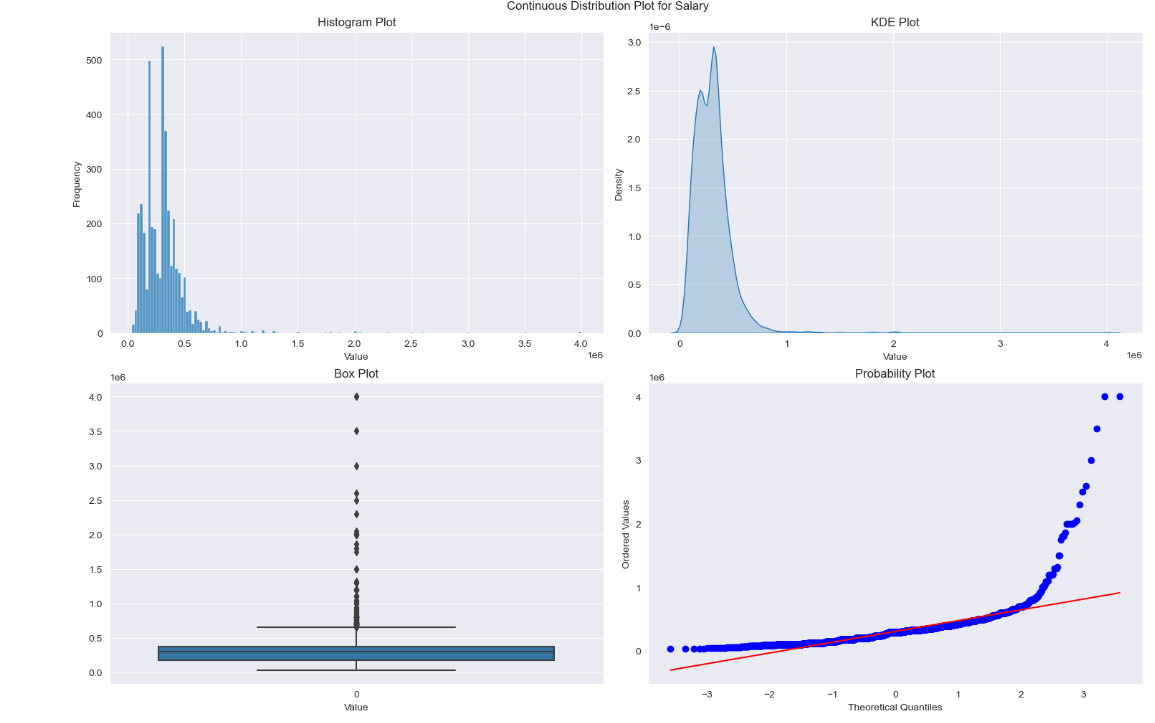 Continuous Distribution Plot for Salary
Histogram Plot
500
400
300
200
100
0
Frequency
0.0 0.5 1.0 1.5 2.0 2.5 3.0 3.5 4.0
Value
1e6
KDE Plot
1e−6
3.0
2.5
2.0
1.5
1.0
0.5
0.0
Density
0 1 2 3 4
Value
1e6
Box Plot
1e6
4.0
3.5
3.0
2.5
2.0
1.5
1.0
0.5
0.0
0
Value
Probability Plot
1e6
4
3
2
1
0
Ordered Values
−3 −2 −1 0 1 2 3
Theoretical Quantiles